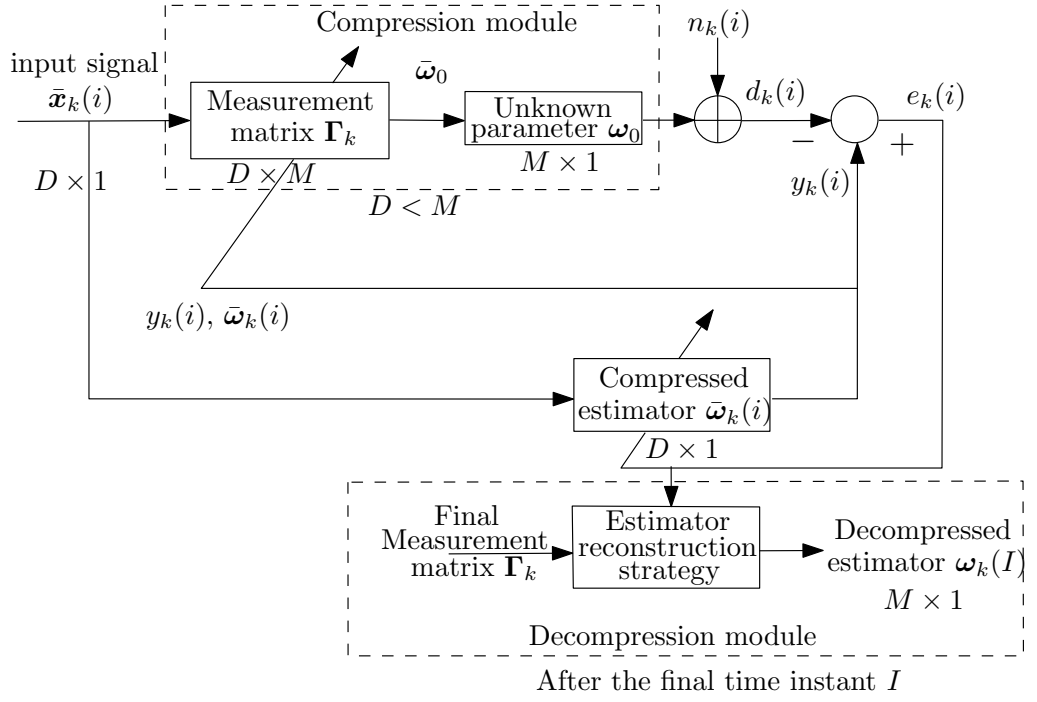 Compression module
n_k(i)
input signal
x̄_k(i)
ω̄_0
Measurement
matrix Γ_k
Unknown
parameter ω_0
d_k(i)
e_k(i)
−
+
D × 1
D × M
M × 1
D < M
y_k(i)
y_k(i), ω̄_k(i)
Compressed
estimator ω̄_k(i)
D × 1
Final
Measurement
matrix Γ_k
Estimator
reconstruction
strategy
Decompressed
estimator ω_k(I)
M × 1
Decompression module
After the final time instant I